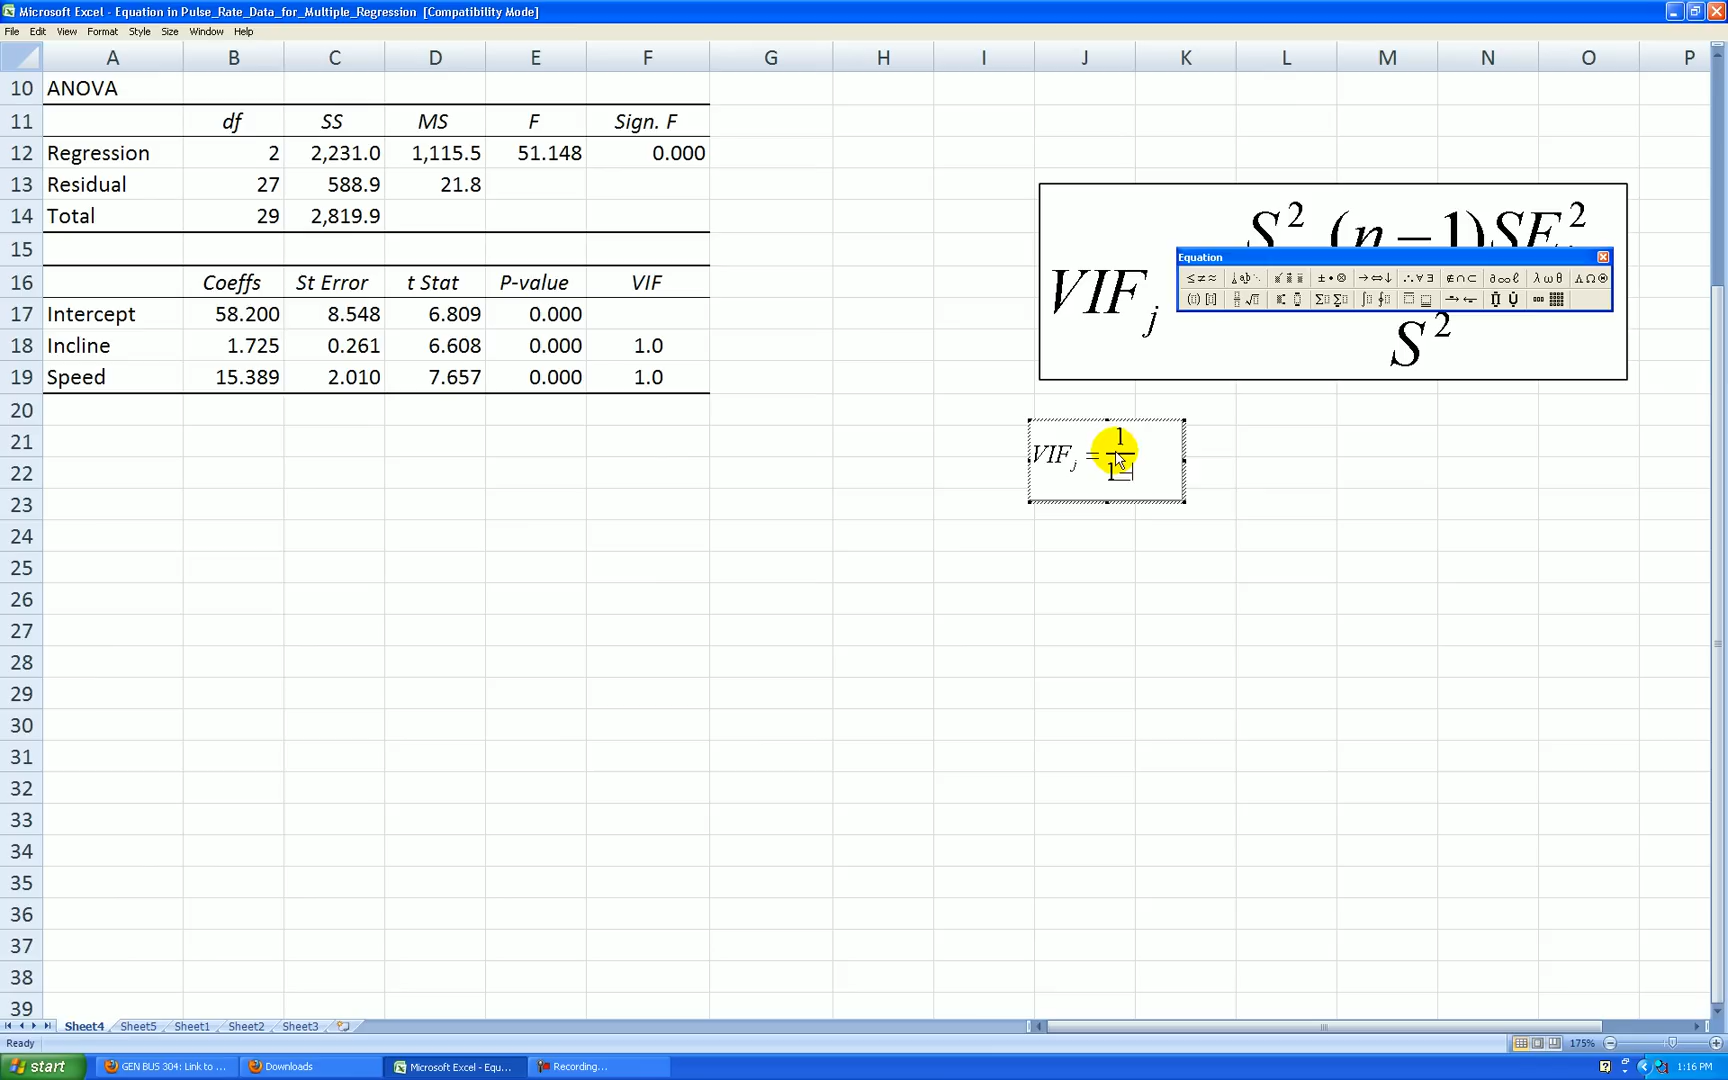 Microsoft Excel - Equation in Pulse_Rate_Data_for_Multiple_Regression [Compatibility Mode]
File Edit View Format Style Size Window Help
A B C D E F G H I J K L M N O P
10 ANOVA
11 df SS MS F Sign. F
12 Regression 2 2,231.0 1,115.5 51.148 0.000
13 Residual 27 588.9 21.8
14 Total 29 2,819.9
15
16 Coeffs St Error t Stat P-value VIF
17 Intercept 58.200 8.548 6.809 0.000
18 Incline 1.725 0.261 6.608 0.000 1.0
19 Speed 15.389 2.010 7.657 0.000 1.0
20
21
22
23
24
25
26
27
28
29
30
31
32
33
34
35
36
37
38
39
S² (n − 1)SE²
VIF j
S²
Equation
VIF j = 1
1 −
Sheet4 Sheet5 Sheet1 Sheet2 Sheet3
Ready 175%
start GEN BUS 304: Link to ... Downloads Microsoft Excel - Equ... Recording... 1:16 PM